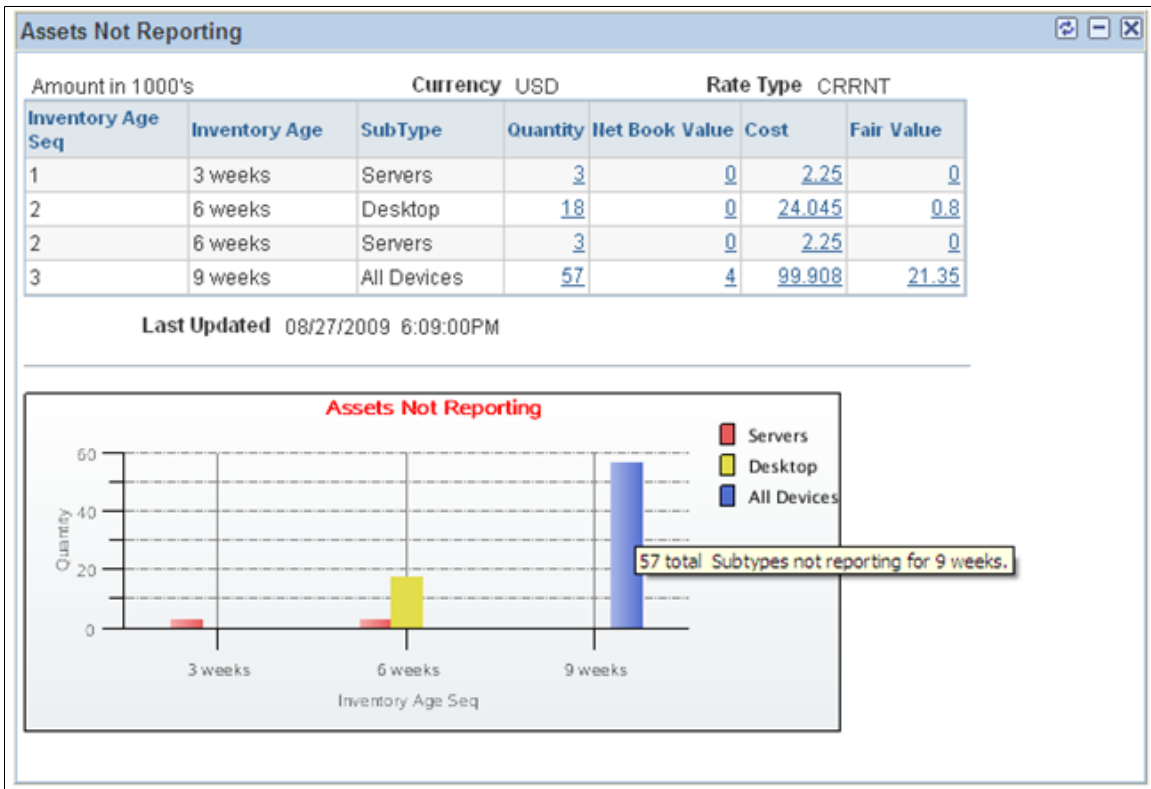 Assets Not Reporting
Amount in 1000's Currency USD Rate Type CRRNT
Inventory Age Seq Inventory Age SubType Quantity Net Book Value Cost Fair Value
1 3 weeks Servers 3 0 2.25 0
2 6 weeks Desktop 18 0 24.045 0.8
2 6 weeks Servers 3 0 2.25 0
3 9 weeks All Devices 57 4 99.908 21.35
Last Updated 08/27/2009 6:09:00PM
Assets Not Reporting
Servers
Desktop
All Devices
60
40
20
0
Quantity
57 total Subtypes not reporting for 9 weeks.
3 weeks 6 weeks 9 weeks
Inventory Age Seq